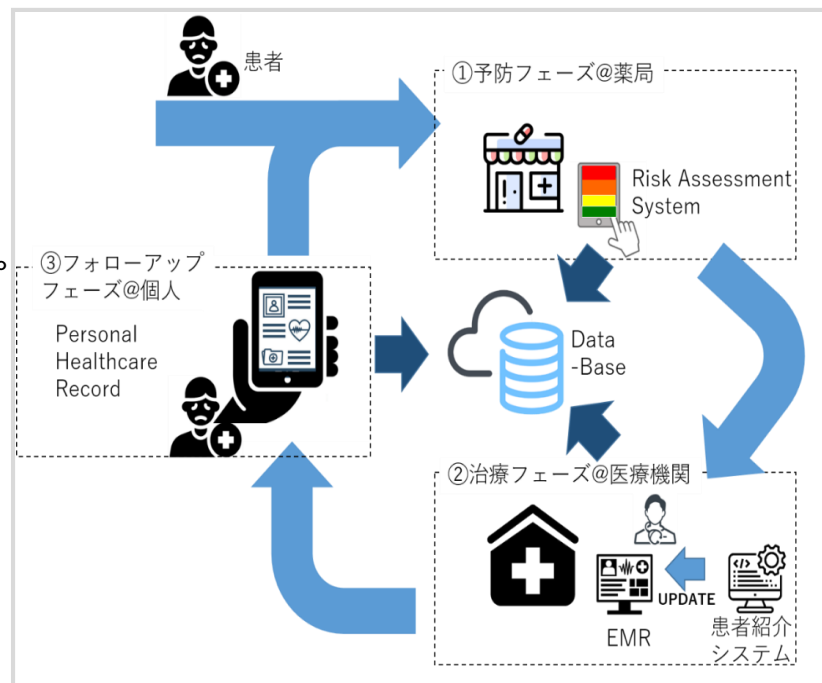 患者
①予防フェーズ@薬局
Risk Assessment
System
。
③フォローアップ
フェーズ@個人
Personal
Healthcare
Record
Data
-Base
②治療フェーズ@医療機関
</>
UPDATE
EMR
患者紹介
システム